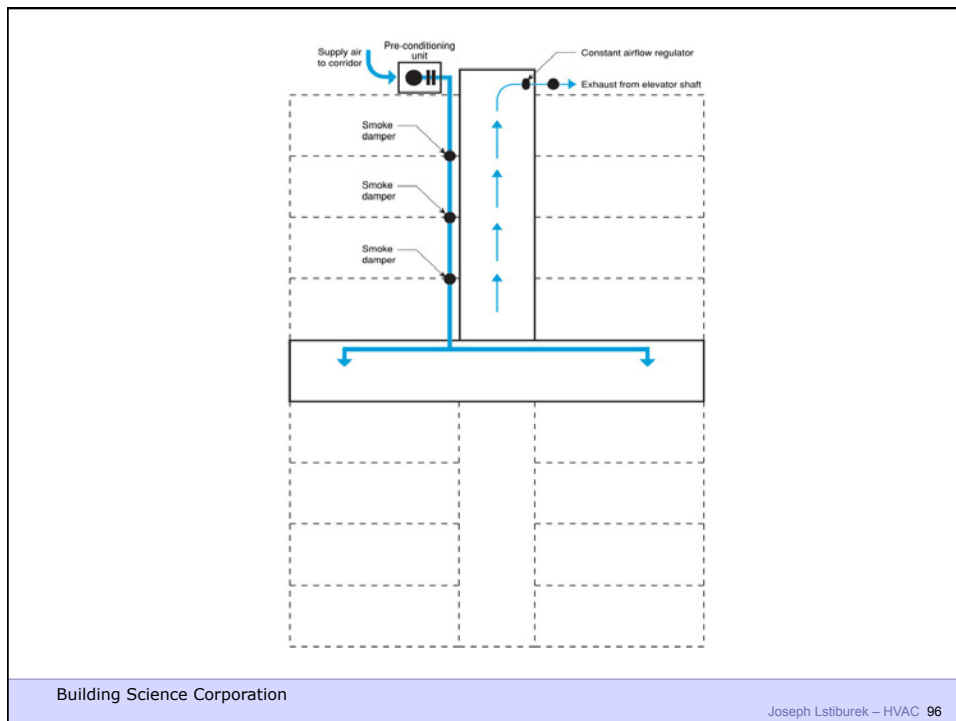 Supply air
to corridor
Pre-conditioning
unit
Constant airflow regulator
Exhaust from elevator shaft
Smoke
damper
Smoke
damper
Smoke
damper
Building Science Corporation
Joseph Lstiburek – HVAC 96